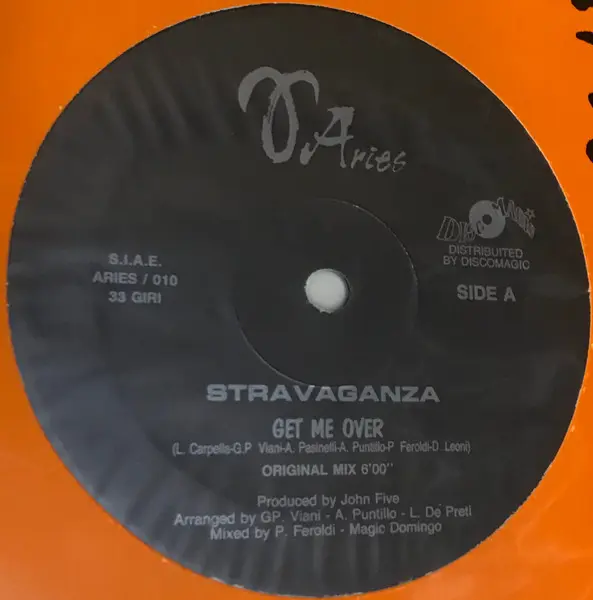 Aries
DISCOMAGIC
DISTRIBUITED
BY DISCOMAGIC
SIDE A
S.I.A.E.
ARIES / 010
33 GIRI
STRAVAGANZA
GET ME OVER
(L. Carpella-G.P Viani-A. Pasinelli-A. Puntillo-P Feroldi-D. Leoni)
ORIGINAL MIX 6'00"
Produced by John Five
Arranged by GP. Viani - A. Puntillo - L. De Preti
Mixed by P. Feroldi - Magic Domingo